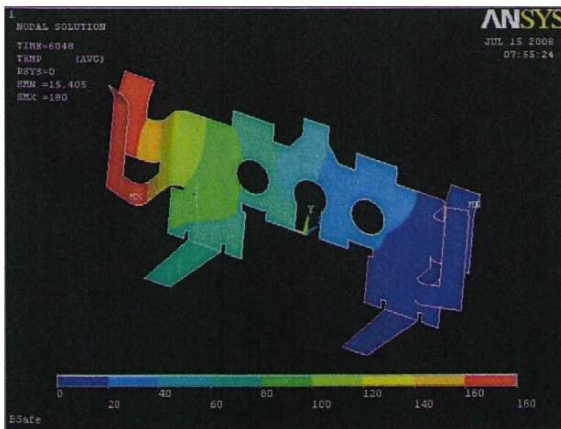 1
NODAL SOLUTION
TIME=6048
TEMP (AVG)
RSYS=0
SMN =15.405
SMX =180
ANSYS
JUL 15 2008
07:55:24
MX
MN
Y
0 20 40 60 80 100 120 140 160 180
BSafe